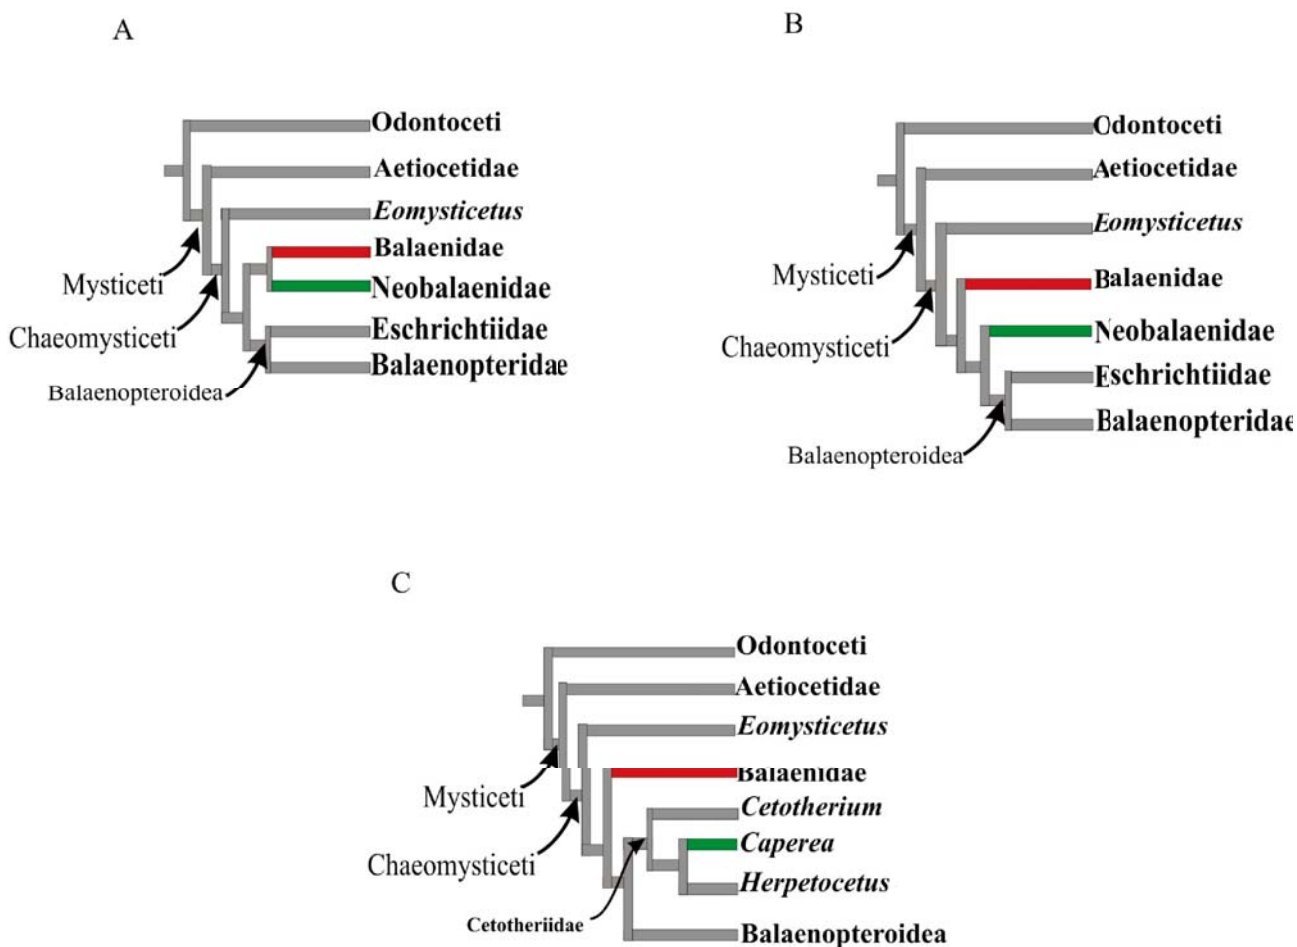 A
Odontoceti
Aetiocetidae
Eomysticetus
Balaenidae
Neobalaenidae
Eschrichtiidae
Balaenopteridae
Mysticeti
Chaeomysticeti
Balaenopteroidea
B
Odontoceti
Aetiocetidae
Eomysticetus
Balaenidae
Neobalaenidae
Eschrichtiidae
Balaenopteridae
Mysticeti
Chaeomysticeti
Balaenopteroidea
C
Odontoceti
Aetiocetidae
Eomysticetus
Balaenidae
Cetotherium
Caperea
Herpetocetus
Balaenopteroidea
Mysticeti
Chaeomysticeti
Cetotheriidae